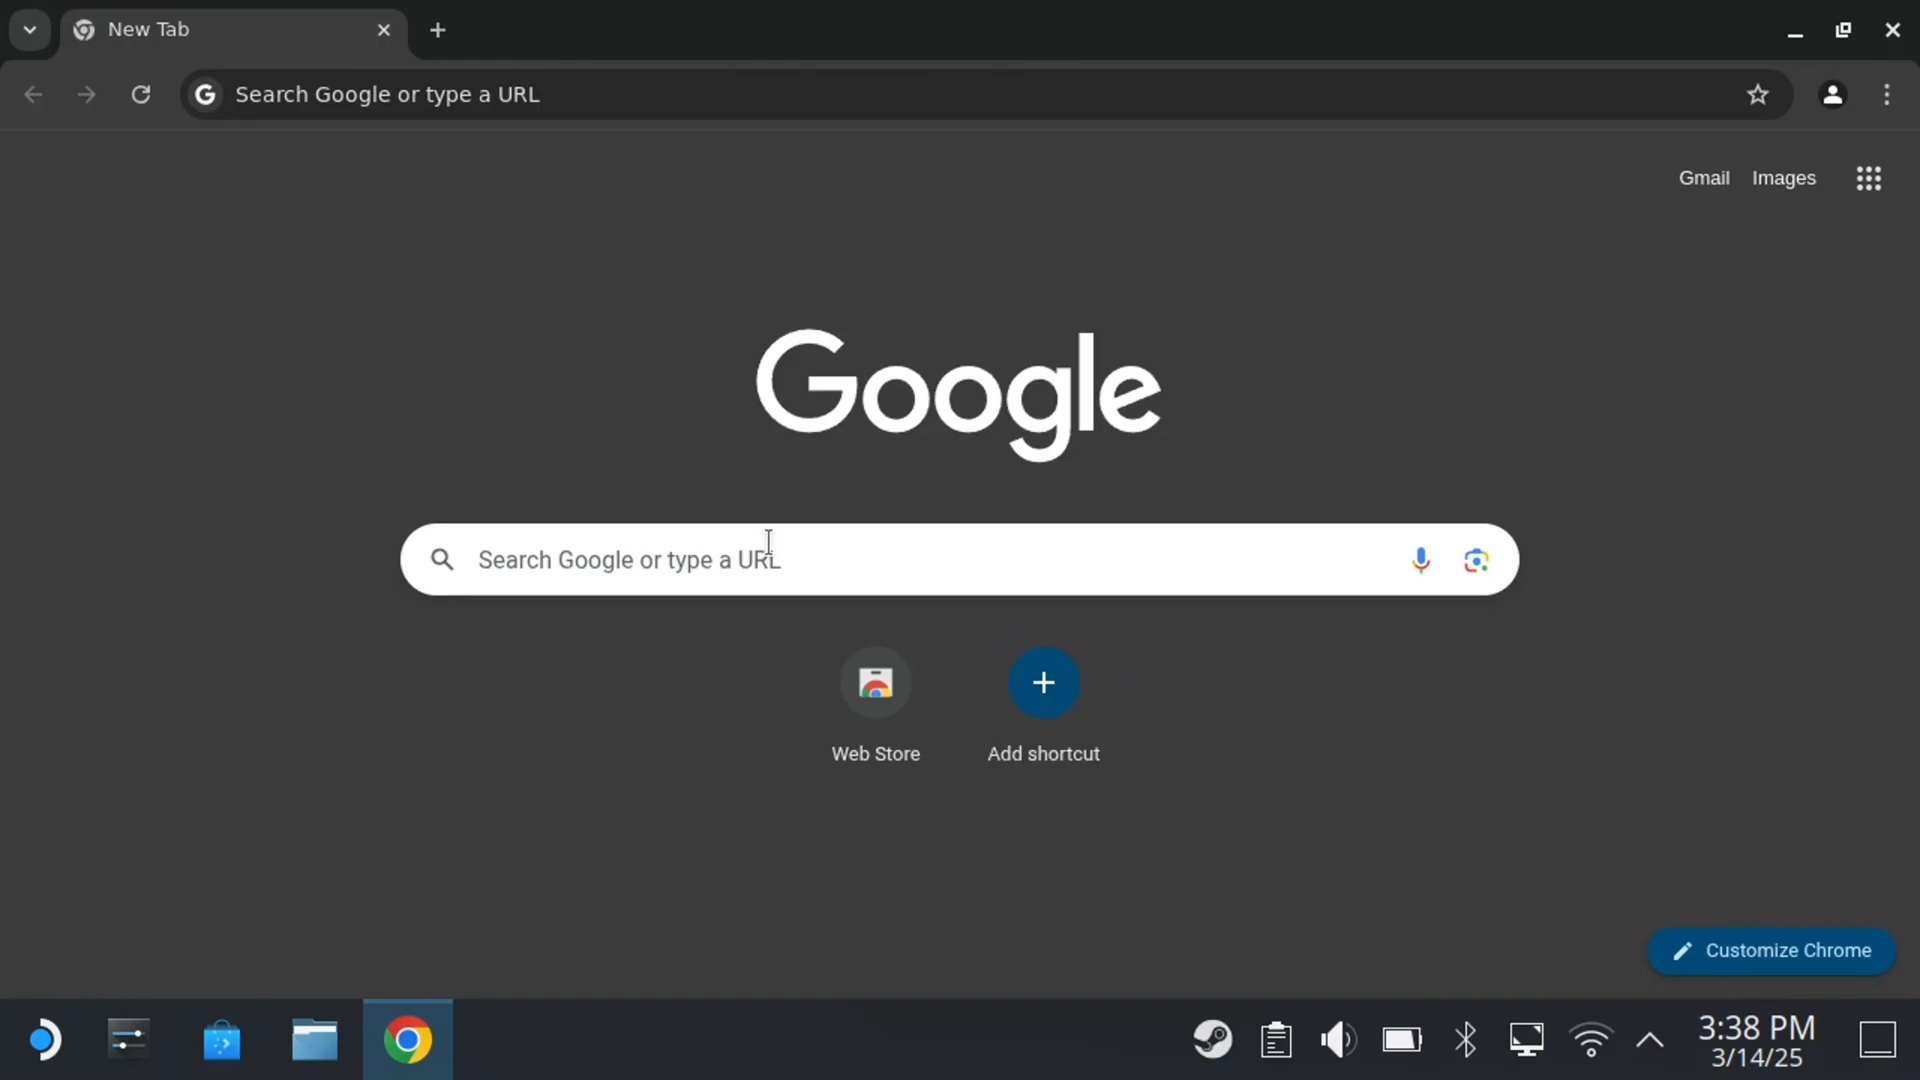 New Tab
Search Google or type a URL
Gmail Images
Google
Search Google or type a URL
Web Store Add shortcut
Customize Chrome
3:38 PM
3/14/25